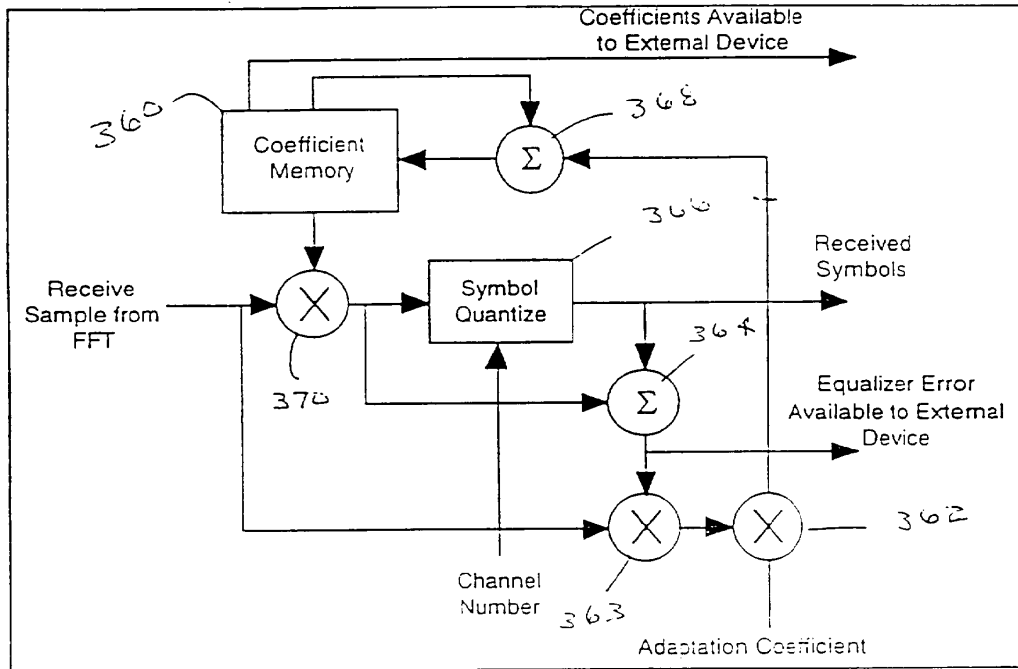 Coefficients Available
to External Device
360
368
Coefficient
Memory
Σ
366
Received
Symbols
Receive
Sample from
FFT
Symbol
Quantize
364
370
Σ
Equalizer Error
Available to External
Device
362
Channel
Number
363
Adaptation Coefficient